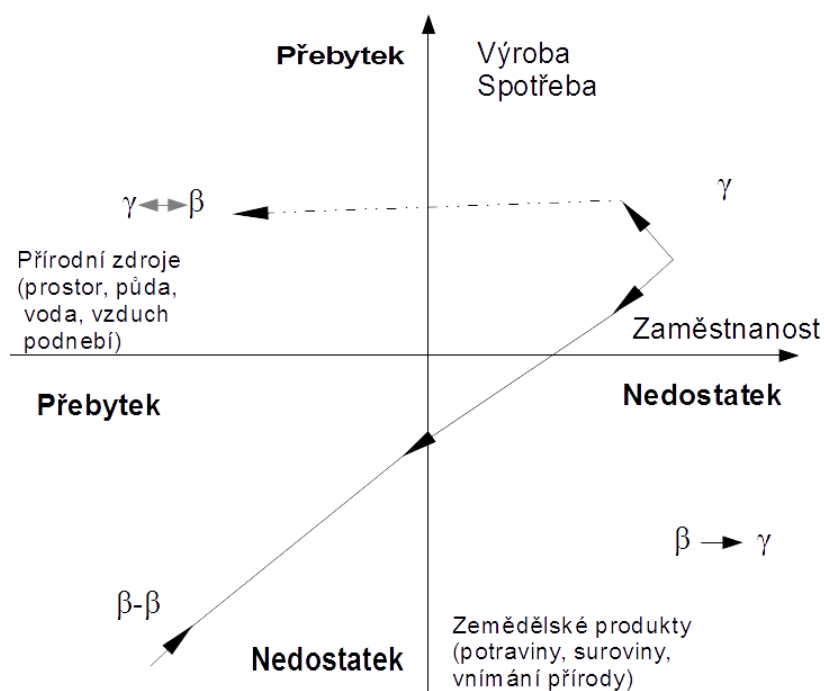 Přebytek
Výroba
Spotřeba
γ β
γ
Přírodní zdroje
(prostor, půda,
voda, vzduch
podnebí)
Zaměstnanost
Přebytek
Nedostatek
β γ
β-β
Nedostatek
Zemědělské produkty
(potraviny, suroviny,
vnímání přírody)